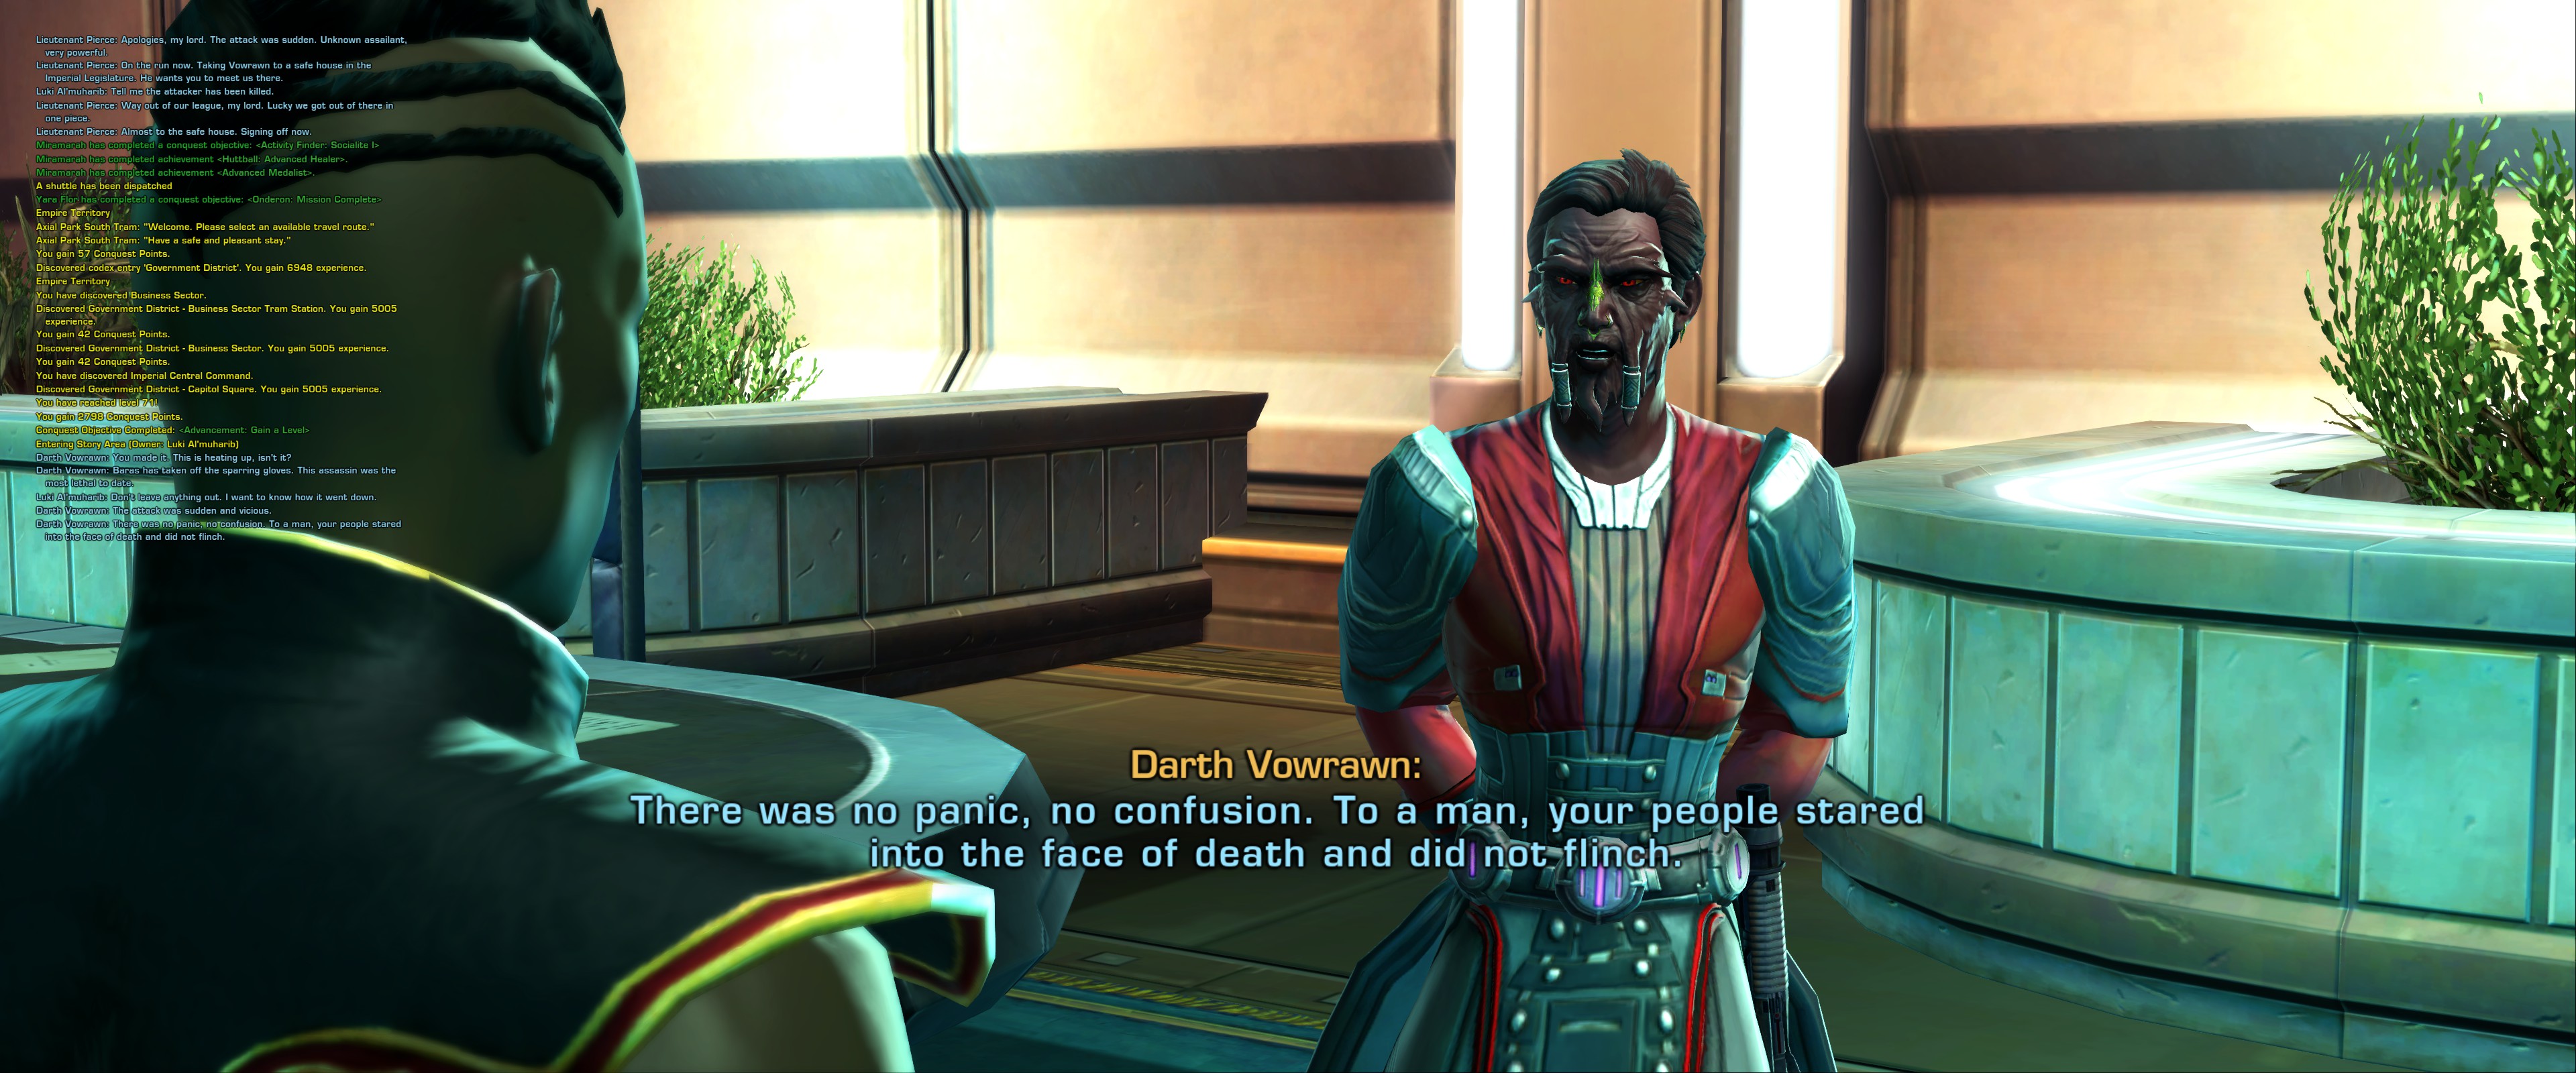 Lieutenant Pierce: Apologies, my lord. The attack was sudden. Unknown assailant,
very powerful.
Lieutenant Pierce: On the run now. Taking Vowrawn to a safe house in the
Imperial Legislature. He wants you to meet us there.
Luki Al'muharib: Tell me the attacker has been killed.
Lieutenant Pierce: Way out of our league, my lord. Lucky we got out of there in
one piece.
Lieutenant Pierce: Almost to the safe house. Signing off now.
Miramarah has completed a conquest objective: <Activity Finder: Socialite I>
Miramarah has completed achievement <Huttball: Advanced Healer>.
Miramarah has completed achievement <Advanced Medalist>.
A shuttle has been dispatched
Yara Flor has completed a conquest objective: <Onderon: Mission Complete>
Empire Territory
Axial Park South Tram: "Welcome. Please select an available travel route."
Axial Park South Tram: "Have a safe and pleasant stay."
You gain 57 Conquest Points.
Discovered codex entry 'Government District'. You gain 6948 experience.
Empire Territory
You have discovered Business Sector.
Discovered Government District - Business Sector Tram Station. You gain 5005
experience.
You gain 42 Conquest Points.
Discovered Government District - Business Sector. You gain 5005 experience.
You gain 42 Conquest Points.
You have discovered Imperial Central Command.
Discovered Government District - Capitol Square. You gain 5005 experience.
You have reached level 71!
You gain 2798 Conquest Points.
Conquest Objective Completed: <Advancement: Gain a Level>
Entering Story Area (Owner: Luki Al'muharib)
Darth Vowrawn: You made it. This is heating up, isn't it?
Darth Vowrawn: Baras has taken off the sparring gloves. This assassin was the
most lethal to date.
Luki Al'muharib: Don't leave anything out. I want to know how it went down.
Darth Vowrawn: The attack was sudden and vicious.
Darth Vowrawn: There was no panic, no confusion. To a man, your people stared
into the face of death and did not flinch.
Darth Vowrawn:
There was no panic, no confusion. To a man, your people stared
into the face of death and did not flinch.